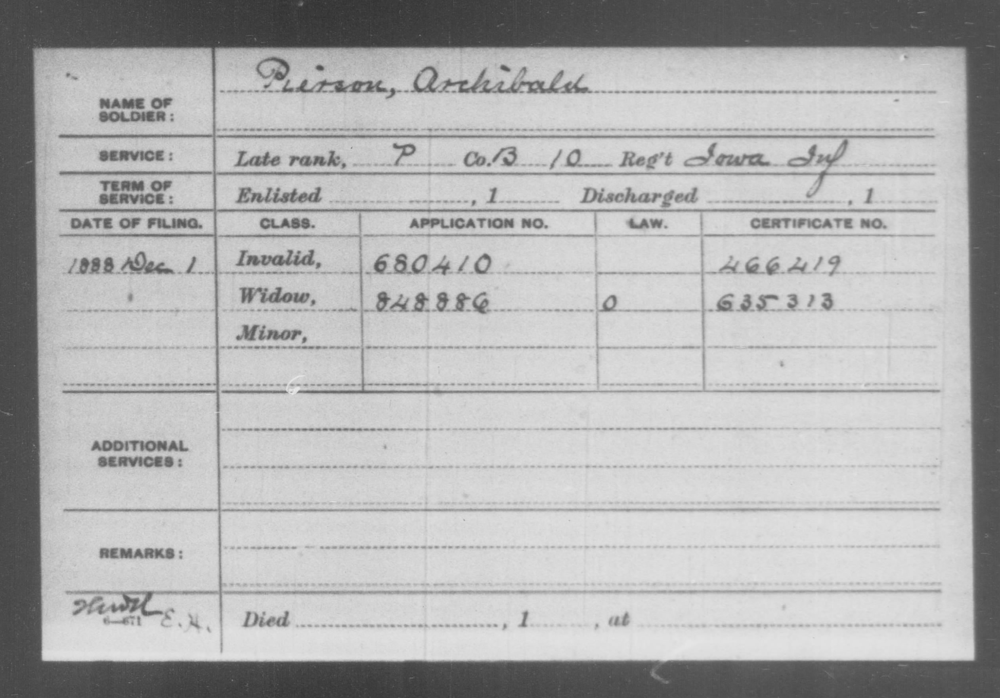 Pierson, Archibald
NAME OF
SOLDIER:
SERVICE: Late rank, P Co. B 10 Reg't Iowa Inf
TERM OF
SERVICE: Enlisted , 1 Discharged , 1
DATE OF FILING. CLASS. APPLICATION NO. LAW. CERTIFICATE NO.
1888 Dec 1 Invalid, 680410 466419
Widow, 848886 0 635313
Minor,
6
ADDITIONAL
SERVICES:
REMARKS:
E. H.
Died , 1 , at